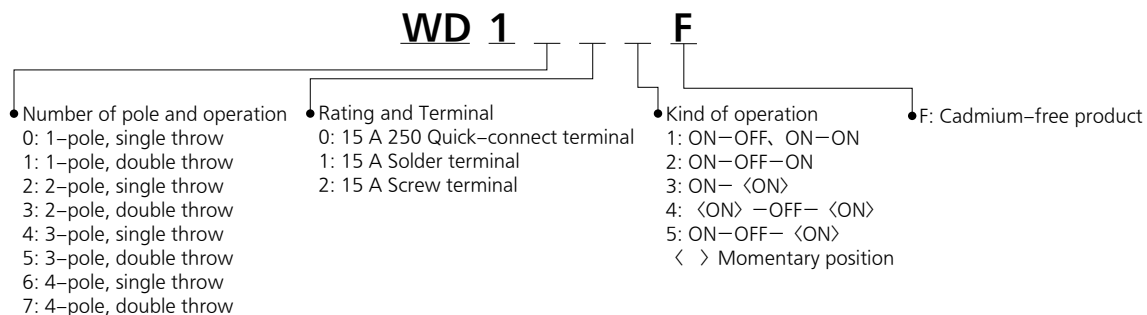 WD 1 _ _ _ F
Number of pole and operation
0: 1–pole, single throw
1: 1–pole, double throw
2: 2–pole, single throw
3: 2–pole, double throw
4: 3–pole, single throw
5: 3–pole, double throw
6: 4–pole, single throw
7: 4–pole, double throw
Rating and Terminal
0: 15 A 250 Quick–connect terminal
1: 15 A Solder terminal
2: 15 A Screw terminal
Kind of operation
1: ON－OFF、ON－ON
2: ON－OFF－ON
3: ON－〈ON〉
4: 〈ON〉－OFF－〈ON〉
5: ON－OFF－〈ON〉
〈 〉Momentary position
F: Cadmium–free product